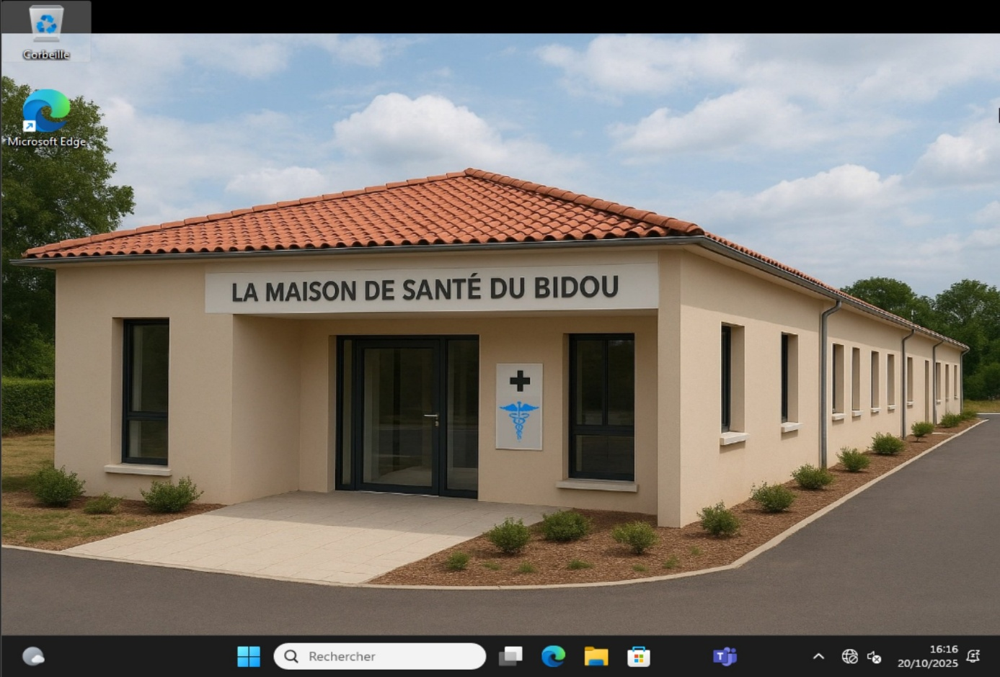 Corbeille
Microsoft Edge
LA MAISON DE SANTÉ DU BIDOU
Rechercher
16:16
20/10/2025